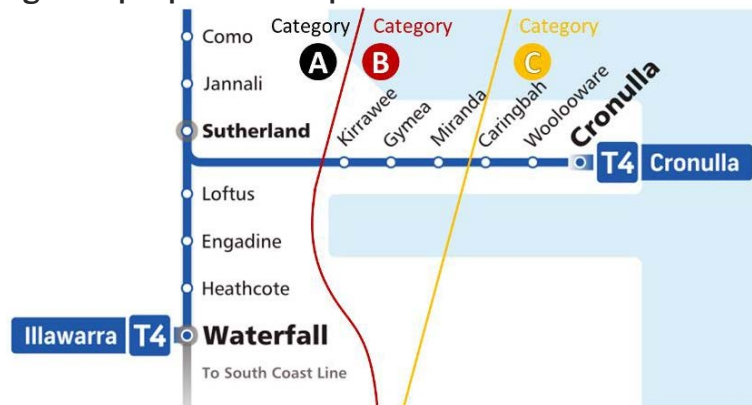 Como
Category
A
Category
B
Category
C
Jannali
Sutherland
Kirrawee
Gymea
Miranda
Caringbah
Woolooware
Cronulla
T4 Cronulla
Loftus
Engadine
Heathcote
Illawarra T4
Waterfall
To South Coast Line